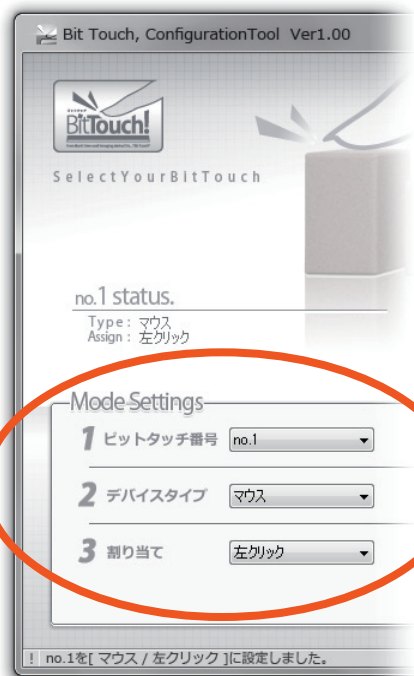 Bit Touch, ConfigurationTool Ver1.00
BitTouch!
SelectYourBitTouch
no.1 status.
Type : マウス
Assign : 左クリック
Mode Settings
1 ビットタッチ番号 no.1
2 デバイスタイプ マウス
3 割り当て 左クリック
! no.1を[ マウス / 左クリック ]に設定しました。